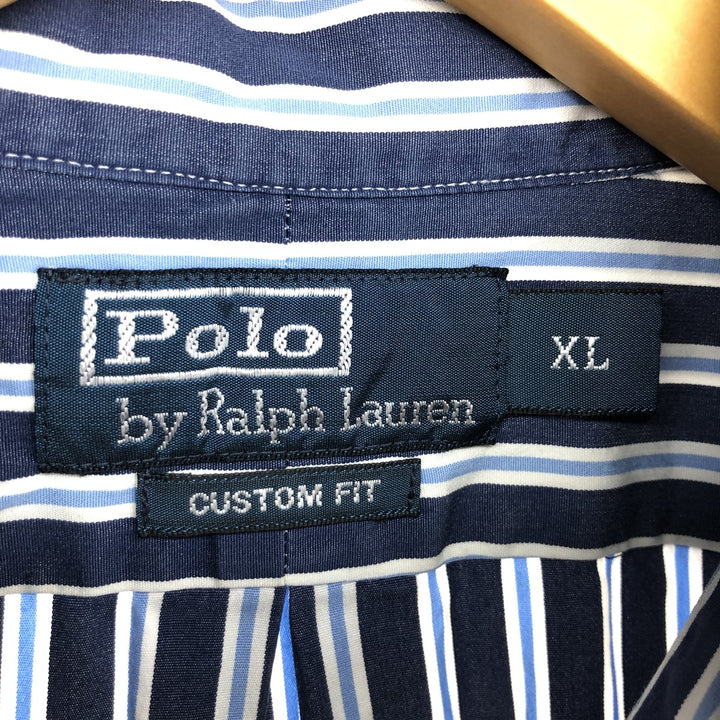 Polo
by Ralph Lauren
XL
CUSTOM FIT